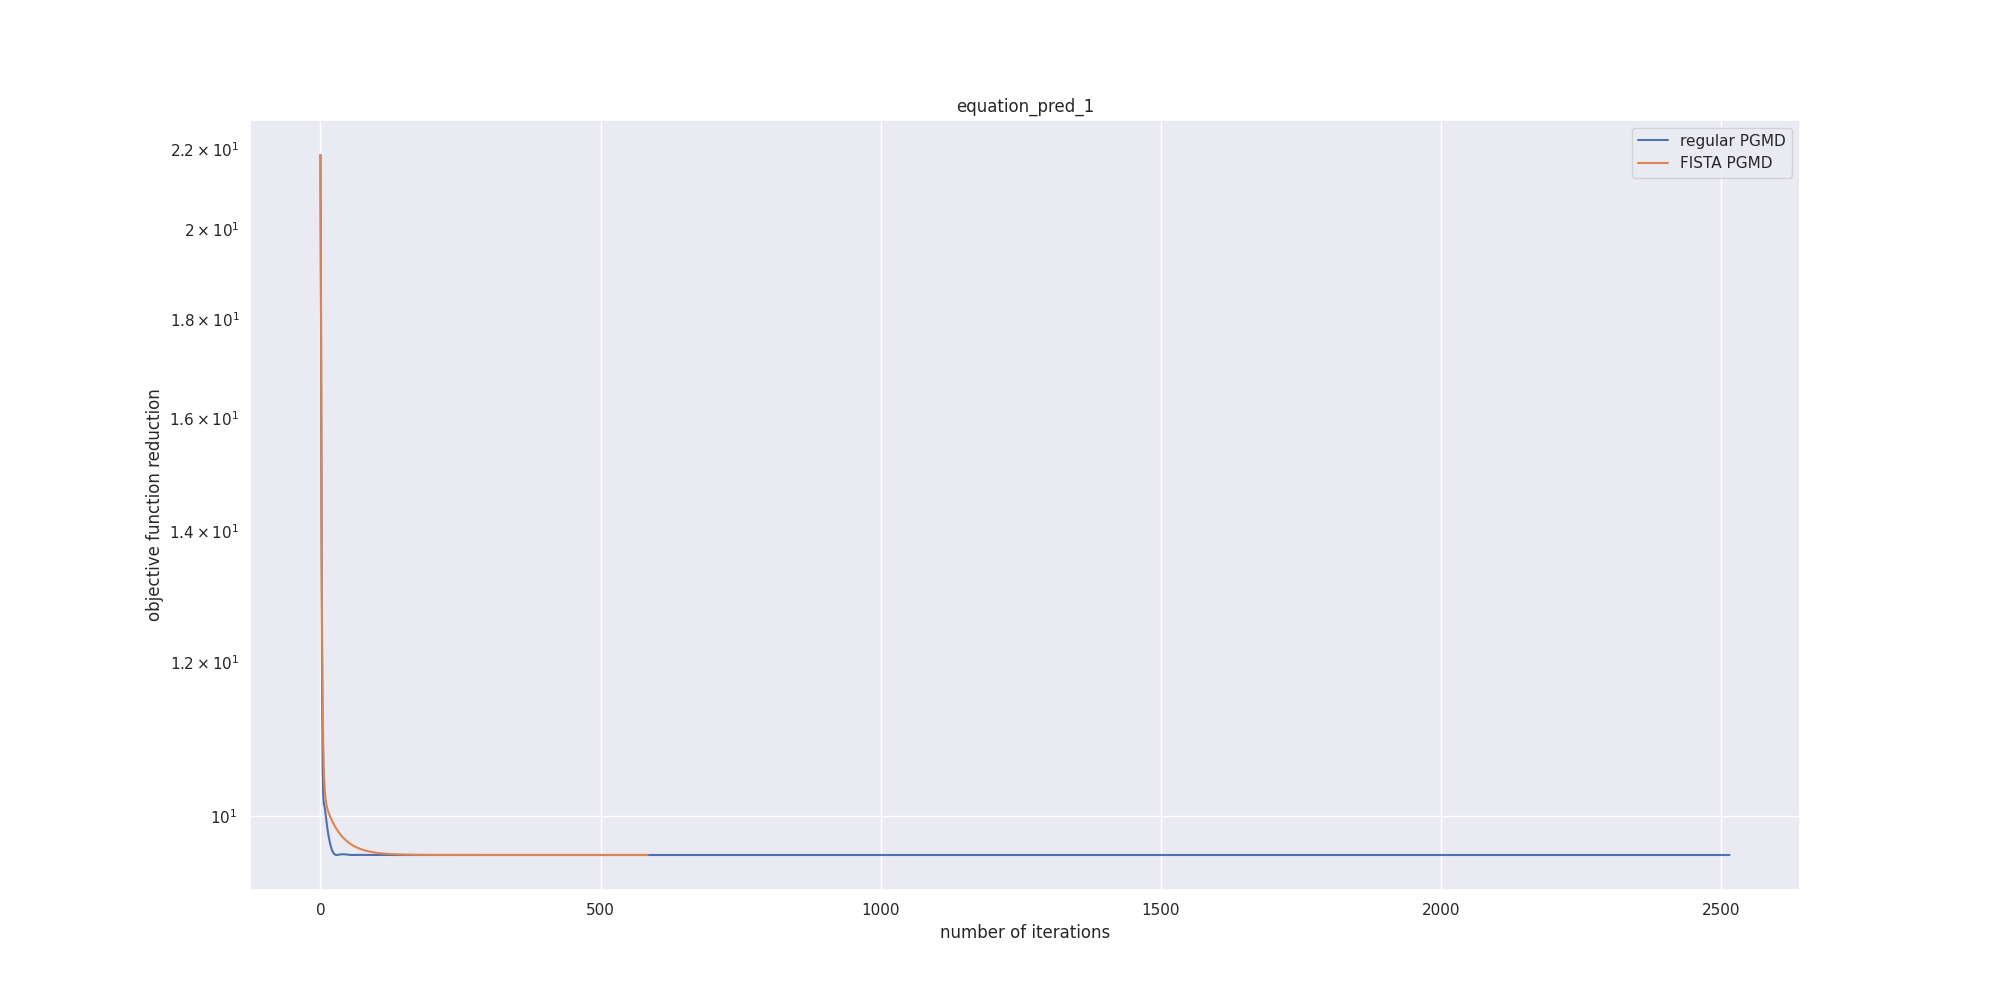 equation_pred_1
regular PGMD
FISTA PGMD
2.2 × 10¹
2 × 10¹
1.8 × 10¹
1.6 × 10¹
1.4 × 10¹
1.2 × 10¹
10¹
objective function reduction
0
500
1000
1500
2000
2500
number of iterations